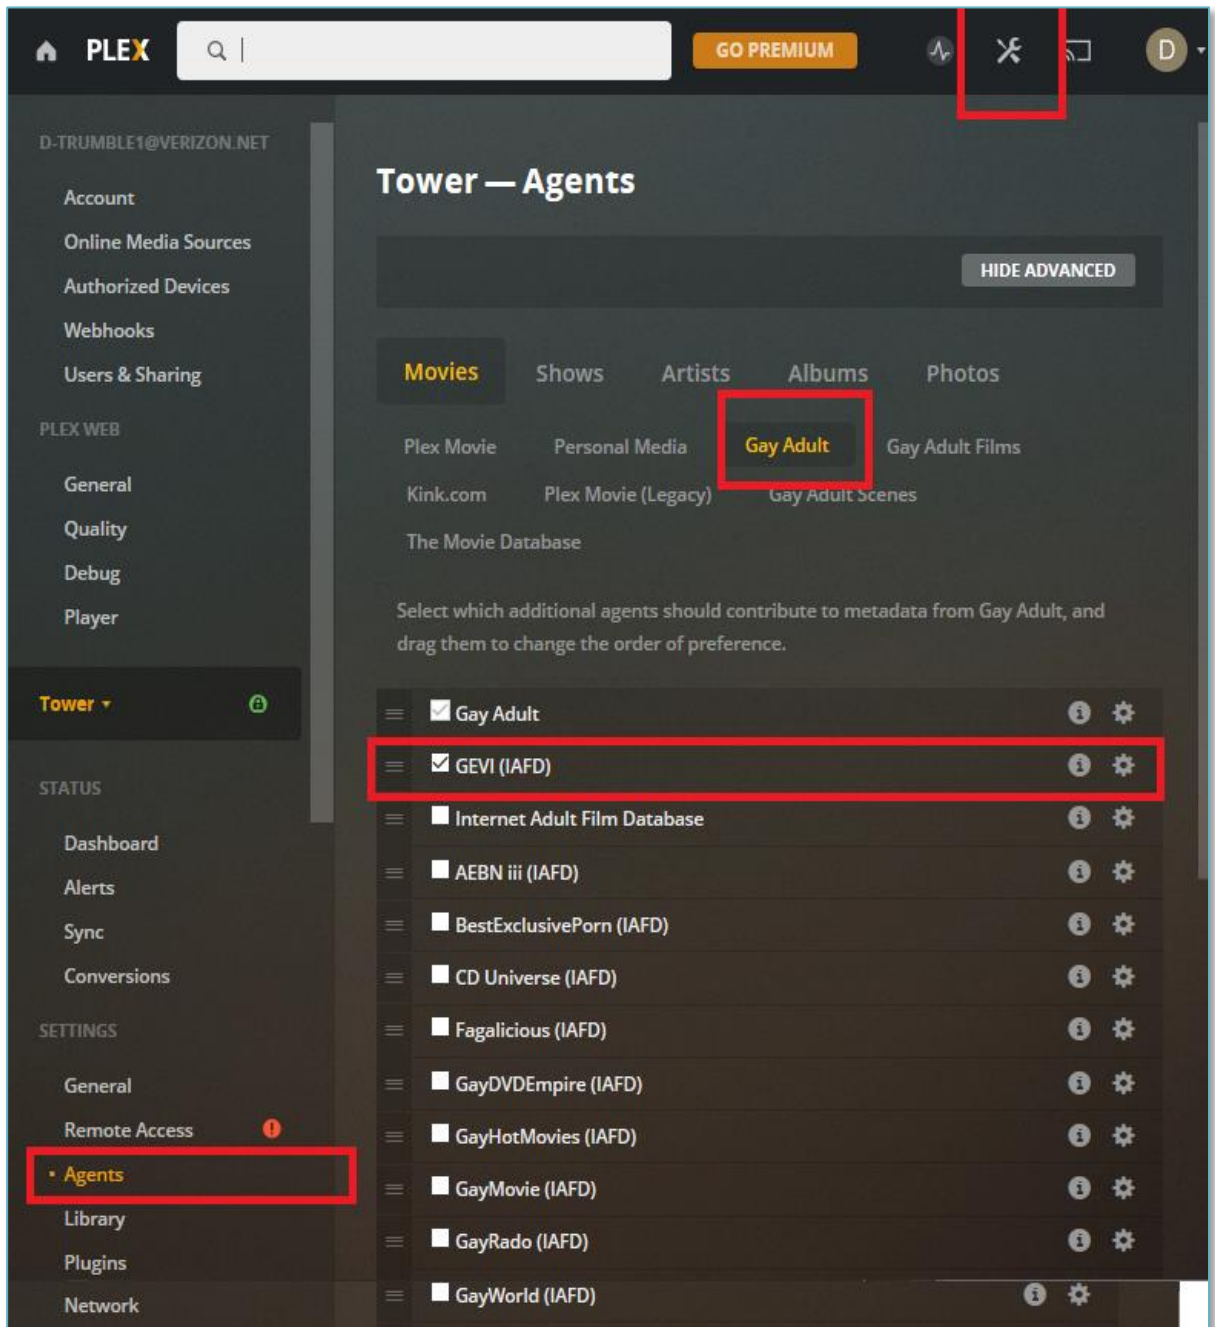 PLEX
GO PREMIUM
D
D-TRUMBLE1@VERIZON.NET
Account
Online Media Sources
Authorized Devices
Webhooks
Users & Sharing
PLEX WEB
General
Quality
Debug
Player
Tower
STATUS
Dashboard
Alerts
Sync
Conversions
SETTINGS
General
Remote Access
Agents
Library
Plugins
Network
Tower — Agents
HIDE ADVANCED
Movies Shows Artists Albums Photos
Plex Movie Personal Media Gay Adult Gay Adult Films
Kink.com Plex Movie (Legacy) Gay Adult Scenes
The Movie Database
Select which additional agents should contribute to metadata from Gay Adult, and
drag them to change the order of preference.
Gay Adult
GEVI (IAFD)
Internet Adult Film Database
AEBN iii (IAFD)
BestExclusivePorn (IAFD)
CD Universe (IAFD)
Fagalicious (IAFD)
GayDVDEmpire (IAFD)
GayHotMovies (IAFD)
GayMovie (IAFD)
GayRado (IAFD)
GayWorld (IAFD)